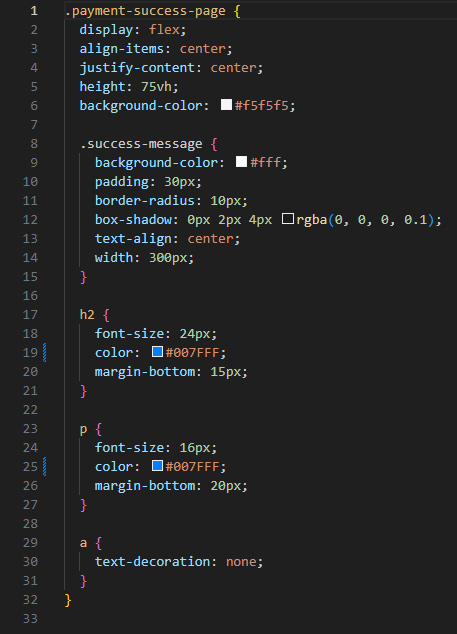 1 .payment-success-page {
2   display: flex;
3   align-items: center;
4   justify-content: center;
5   height: 75vh;
6   background-color: #f5f5f5;
7
8   .success-message {
9     background-color: #fff;
10     padding: 30px;
11     border-radius: 10px;
12     box-shadow: 0px 2px 4px rgba(0, 0, 0, 0.1);
13     text-align: center;
14     width: 300px;
15   }
16
17   h2 {
18     font-size: 24px;
19     color: #007FFF;
20     margin-bottom: 15px;
21   }
22
23   p {
24     font-size: 16px;
25     color: #007FFF;
26     margin-bottom: 20px;
27   }
28
29   a {
30     text-decoration: none;
31   }
32 }
33